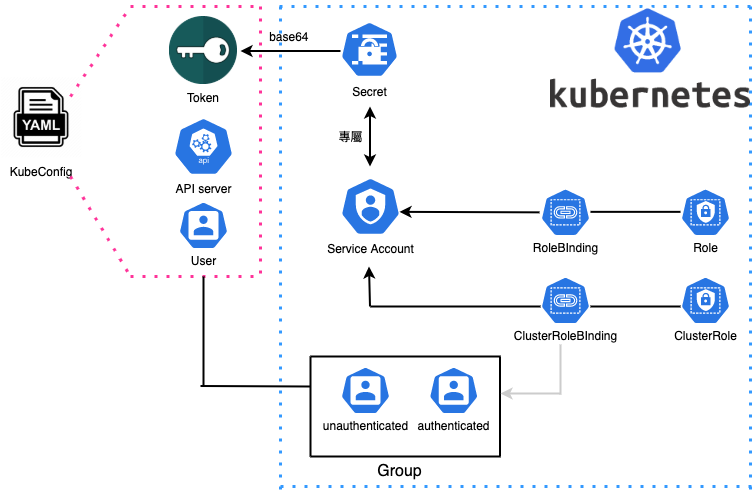 base64
Token
Secret
kubernetes
YAML
KubeConfig
專屬
api
API server
User
Service Account
RoleBInding
Role
ClusterRoleBInding
ClusterRole
unauthenticated
authenticated
Group